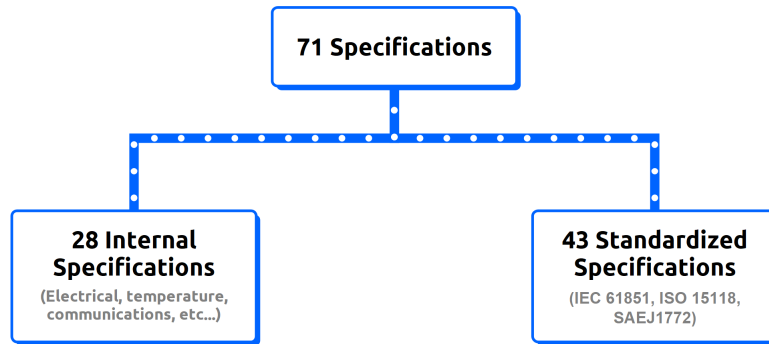 71 Specifications
28 Internal
Specifications
(Electrical, temperature,
communications, etc...)
43 Standardized
Specifications
(IEC 61851, ISO 15118,
SAEJ1772)